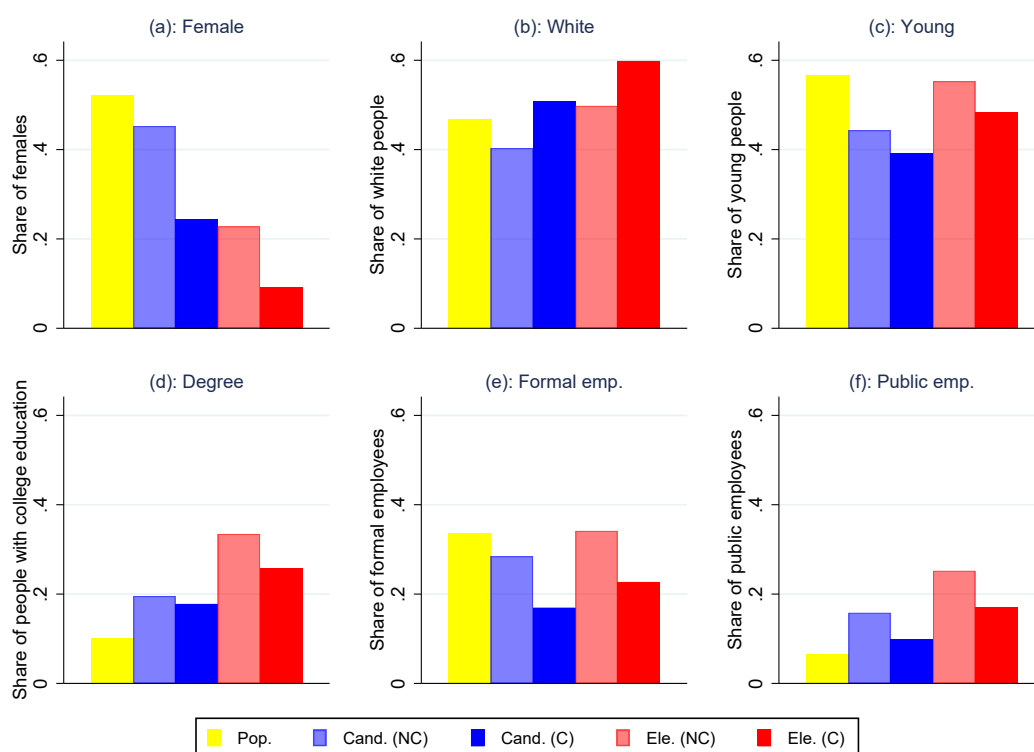 (a): Female
Share of females
.6
.4
.2
0
(b): White
Share of white people
.6
.4
.2
0
(c): Young
Share of young people
.6
.4
.2
0
(d): Degree
Share of people with college education
.6
.4
.2
0
(e): Formal emp.
Share of formal employees
.6
.4
.2
0
(f): Public emp.
Share of public employees
.6
.4
.2
0
Pop. Cand. (NC) Cand. (C) Ele. (NC) Ele. (C)